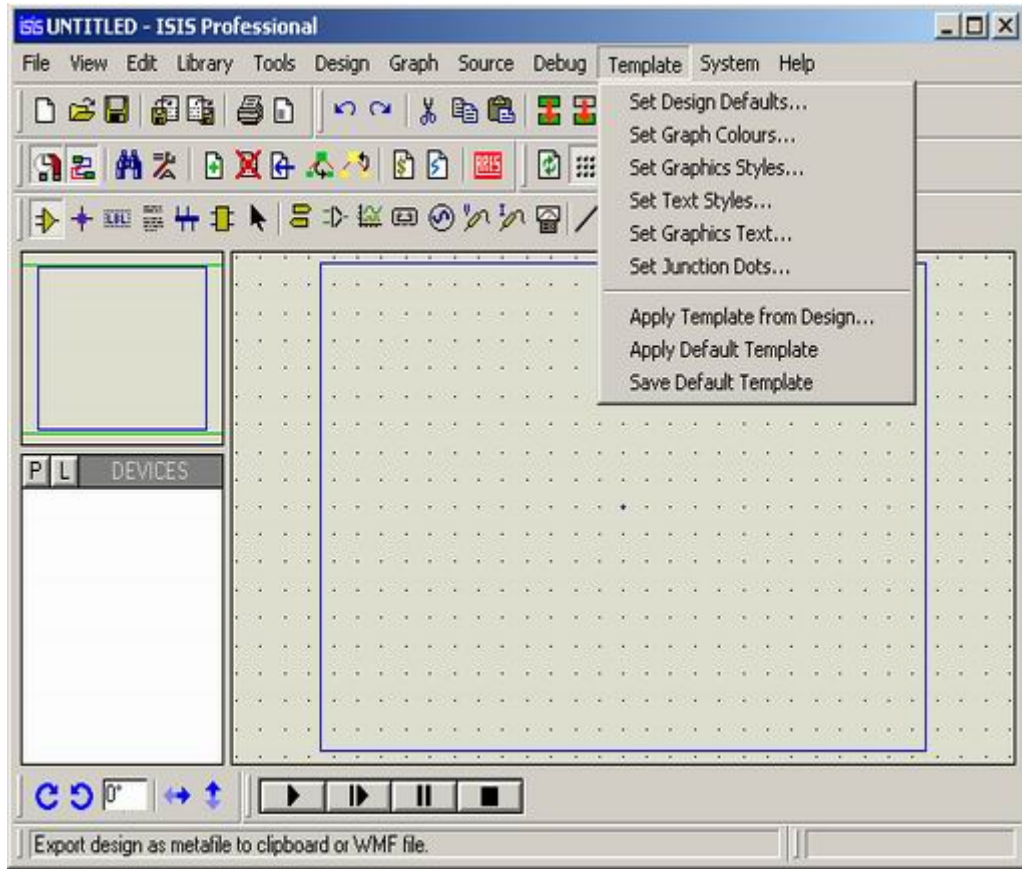 isis UNTITLED - ISIS Professional
File View Edit Library Tools Design Graph Source Debug Template System Help
Set Design Defaults...
Set Graph Colours...
Set Graphics Styles...
Set Text Styles...
Set Graphics Text...
Set Junction Dots...
Apply Template from Design...
Apply Default Template
Save Default Template
LBL
P L DEVICES
0°
Export design as metafile to clipboard or WMF file.